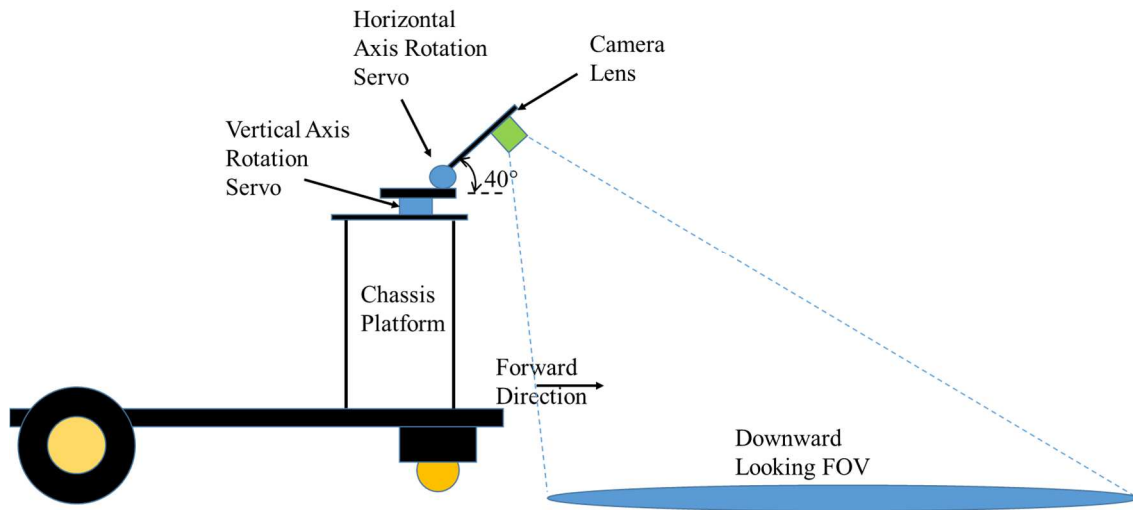 Horizontal
Axis Rotation
Servo
Camera
Lens
Vertical Axis
Rotation
Servo
40°
Chassis
Platform
Forward
Direction
Downward
Looking FOV